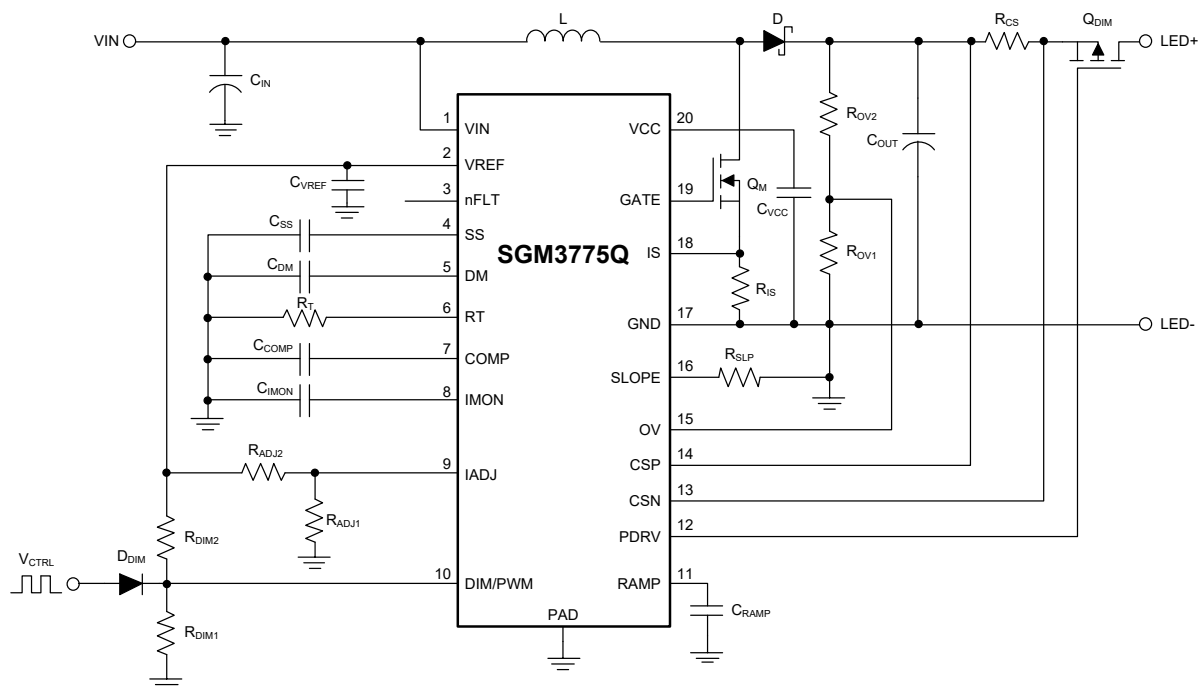 L
D
RCS
QDIM
VIN
LED+
CIN
1
VIN
VCC
20
ROV2
COUT
2
VREF
CVREF
3
nFLT
GATE
19
QM
CVCC
CSS
4
SS
SGM3775Q
IS
18
ROV1
CDM
5
DM
RIS
RT
6
RT
GND
17
LED-
CCOMP
7
COMP
SLOPE
16
RSLP
CIMON
8
IMON
OV
15
RADJ2
9
IADJ
CSP
14
RADJ1
CSN
13
RDIM2
PDRV
12
VCTRL
DDIM
10
DIM/PWM
RAMP
11
CRAMP
RDIM1
PAD